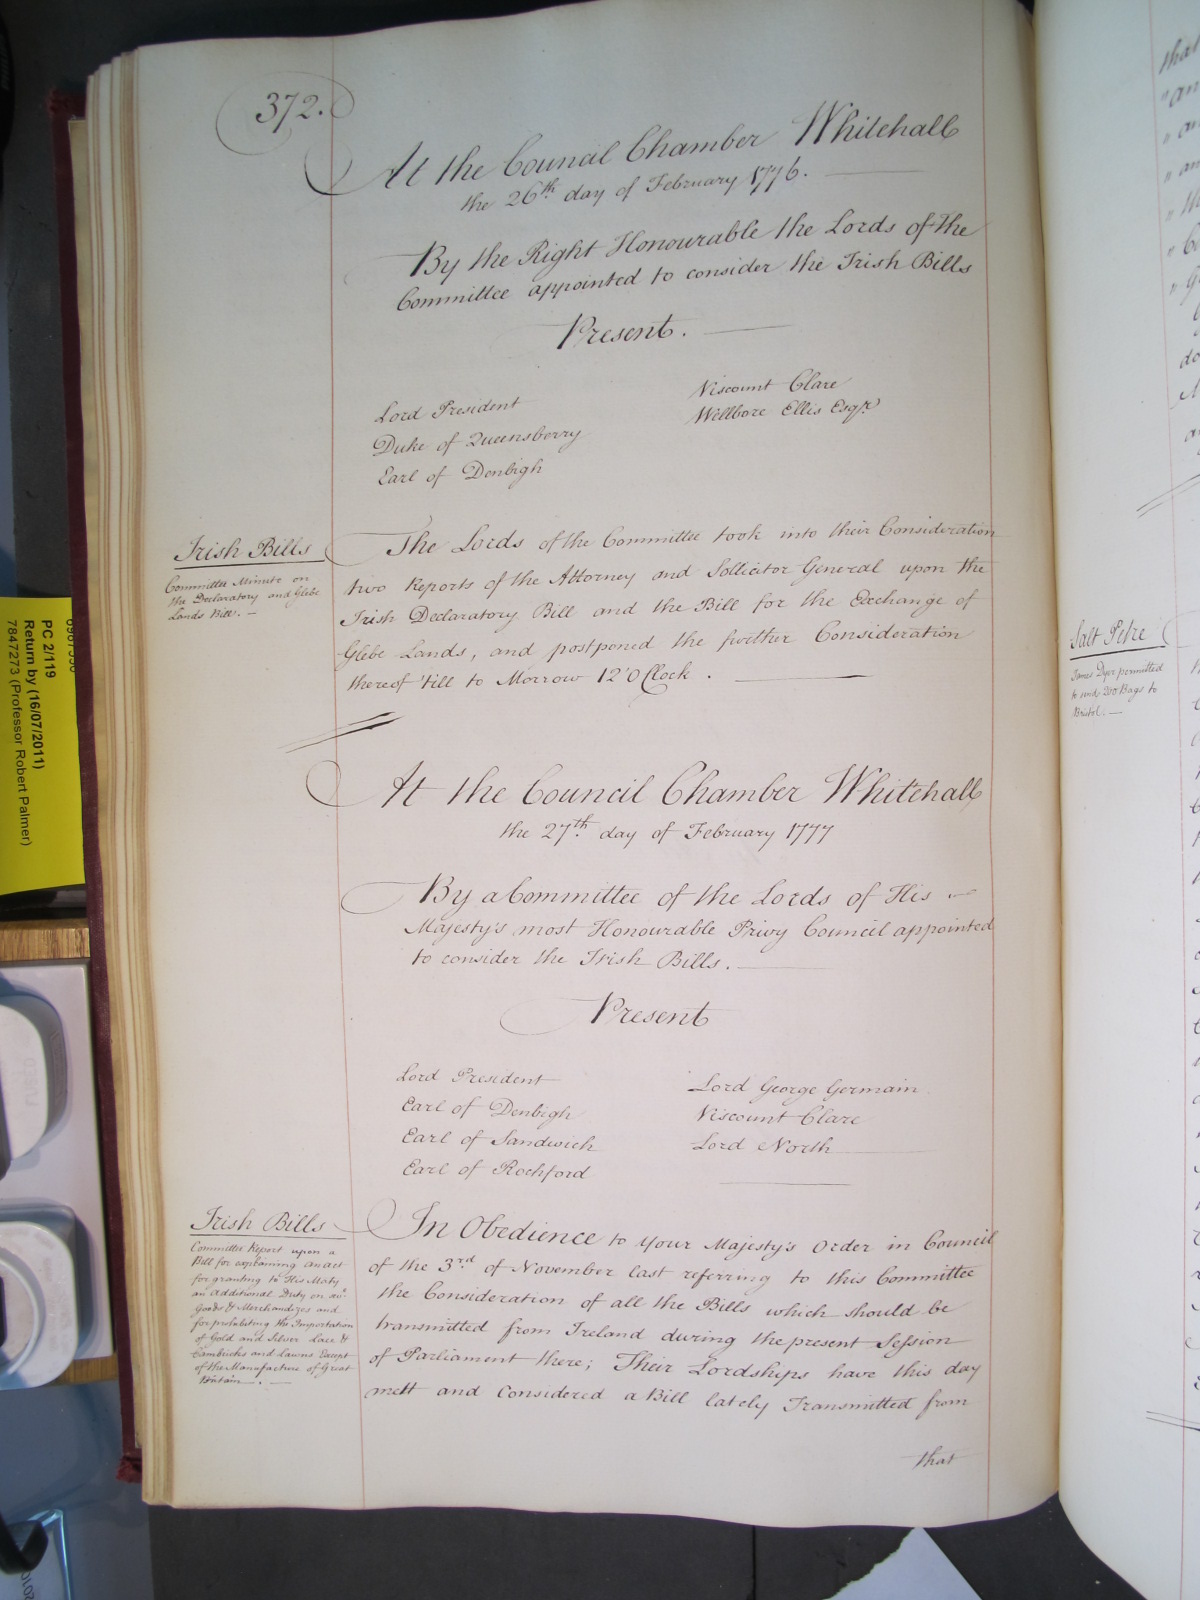 372.
At the Council Chamber Whitehall
the 26th day of February 1776.
By the Right Honourable the Lords of the
Committee appointed to consider the Irish Bills
Present.
Lord President
Duke of Queensberry
Earl of Denbigh
Viscount Clare
Wellbore Ellis Esqr
Irish Bills
Committee Minute on
the Declaratory and Glebe
Lands Bill.
The Lords of the Committee took into their Consideration
two Reports of the Attorney and Sollicitor General upon the
Irish Declaratory Bill and the Bill for the Exchange of
Glebe Lands, and postponed the further Consideration
thereof 'till to Morrow 12'O Clock.
At the Council Chamber Whitehall
the 27th day of February 1777
By a Committee of the Lords of His
Majesty's most Honourable Privy Council appointed
to consider the Irish Bills.
Present
Lord President
Earl of Denbigh
Earl of Sandwich
Earl of Rochford
Lord George Germain
Viscount Clare
Lord North
Irish Bills
Committee Report upon a
Bill for explaining an Act
for granting to His Maty
an Additional Duty on
Goods & Merchandizes and
for prohibiting the Importation
of Gold and Silver Lace &
Cambricks and Lawns Except
of the Manufacture of Great
Britain.
In Obedience to Your Majesty's Order in Council
of the 3rd of November last referring to this Committee
the Consideration of all the Bills which should be
transmitted from Ireland during the present Session
of Parliament there; Their Lordships have this day
mett and Considered a Bill lately Transmitted from
that
Salt Petre
James Dyer permitted
to send 200 Bags to
Bristol.
PC 2/119
Return by (16/07/2011)
7847273 (Professor Robert Palmer)